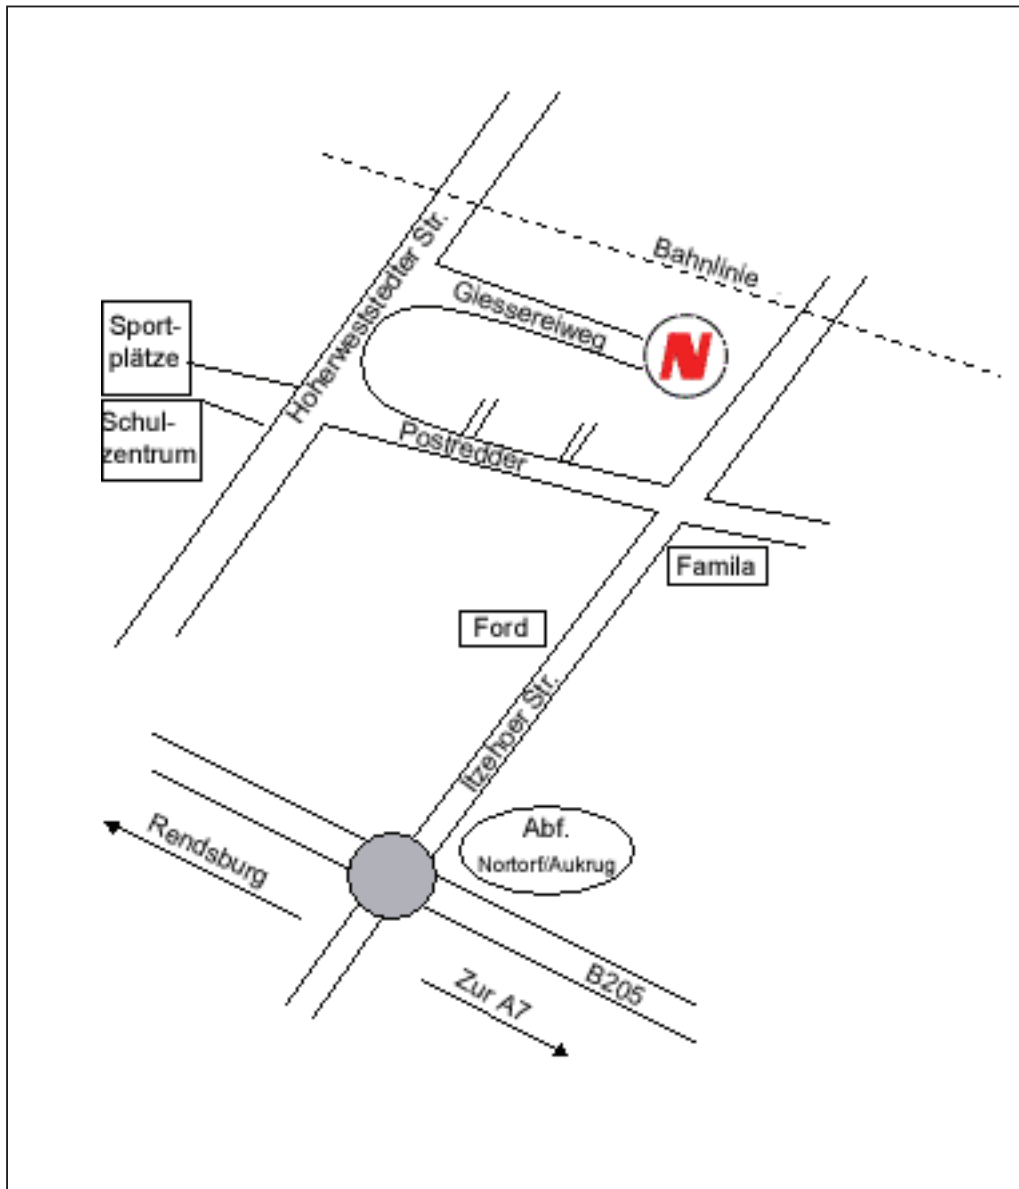 Bahnlinie
Hoherweststedter Str.
Giessereiweg
N
Sport-
plätze
Schul-
zentrum
Postredder
Famila
Ford
Itzehoer Str.
Abf.
Nortorf/Aukrug
Rendsburg
B205
Zur A7